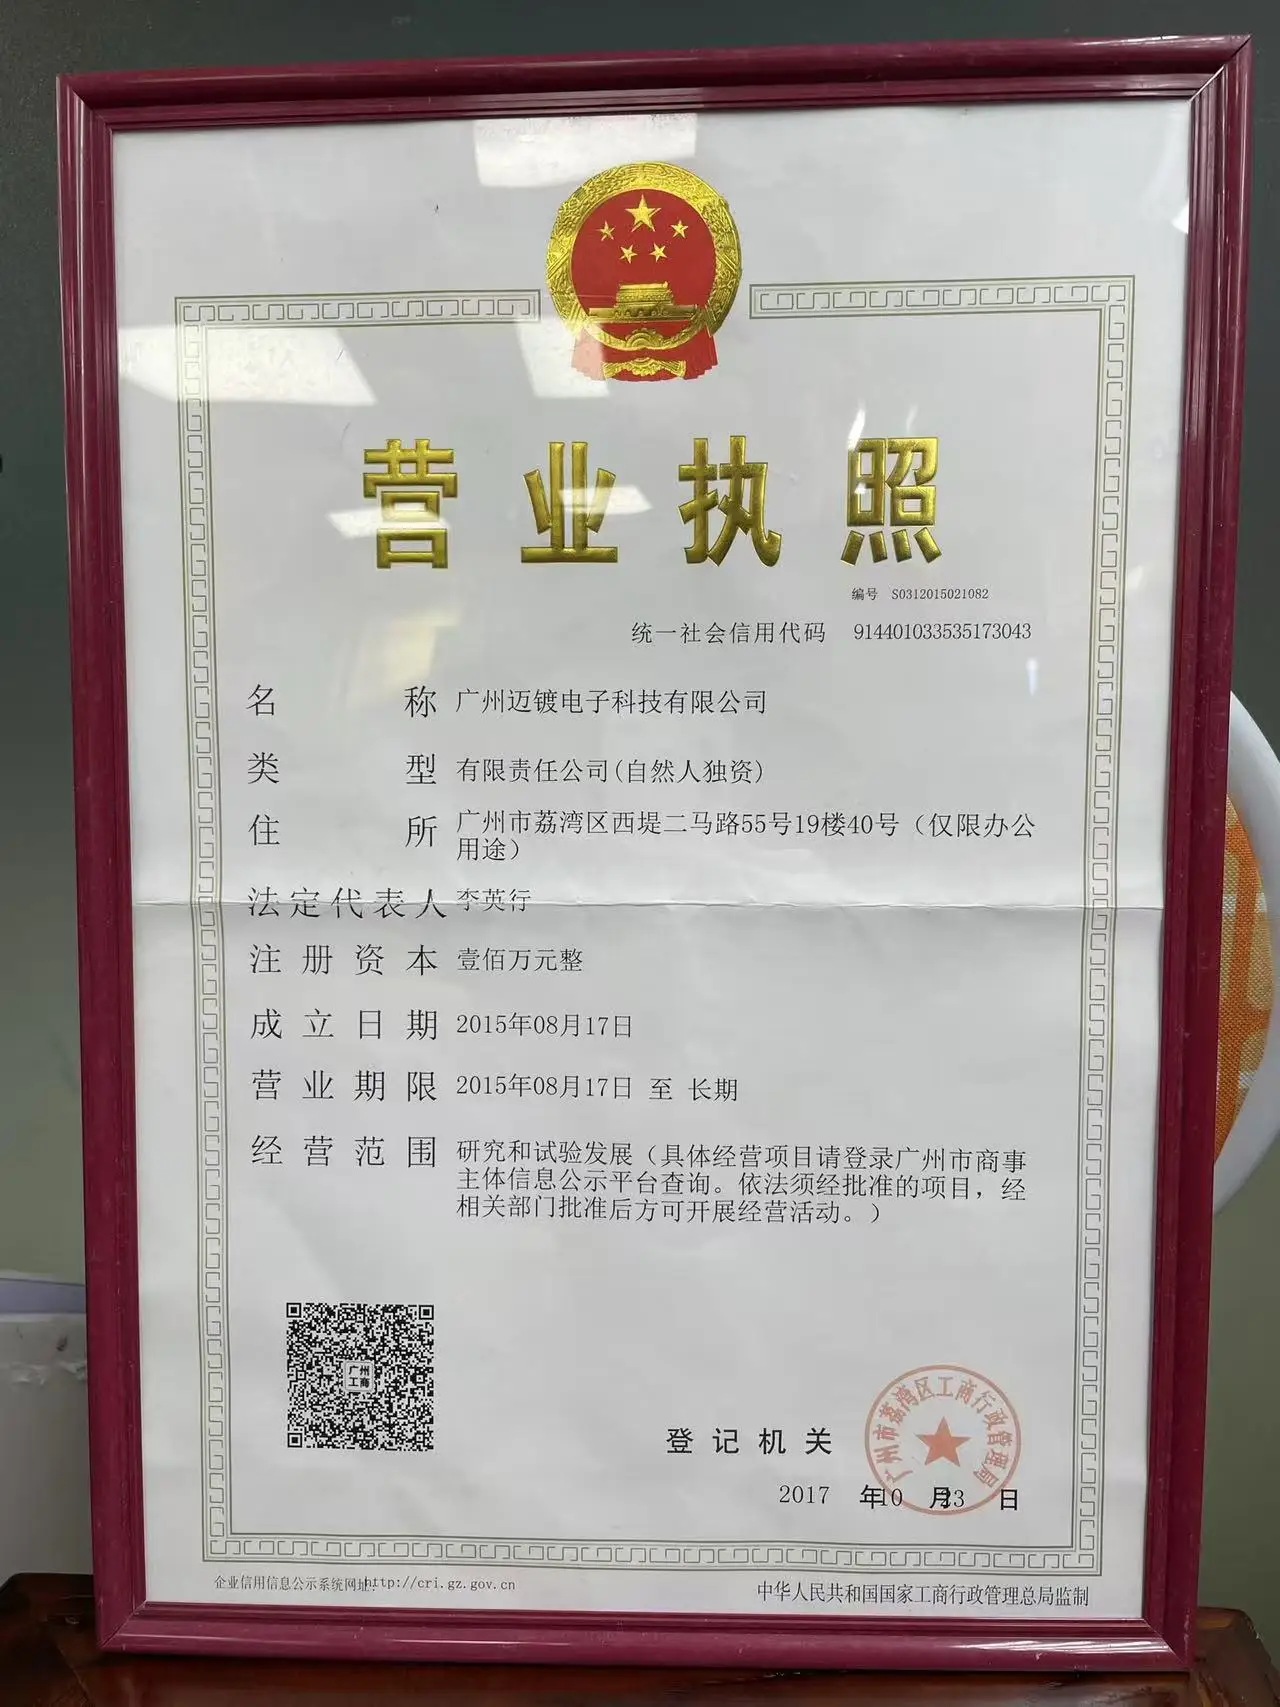 营业执照
编号 S0312015021082
统一社会信用代码 914401033535173043
名称 广州迈镀电子科技有限公司
类型 有限责任公司(自然人独资)
住所 广州市荔湾区西堤二马路55号19楼40号（仅限办公
用途）
法定代表人 李英行
注册资本 壹佰万元整
成立日期 2015年08月17日
营业期限 2015年08月17日 至 长期
经营范围 研究和试验发展（具体经营项目请登录广州市商事
主体信息公示平台查询。依法须经批准的项目，经
相关部门批准后方可开展经营活动。）
广州
工商
广州市荔湾区工商行政管理局
登记机关
2017 年10 月23 日
企业信用信息公示系统网址:http://cri.gz.gov.cn
中华人民共和国国家工商行政管理总局监制